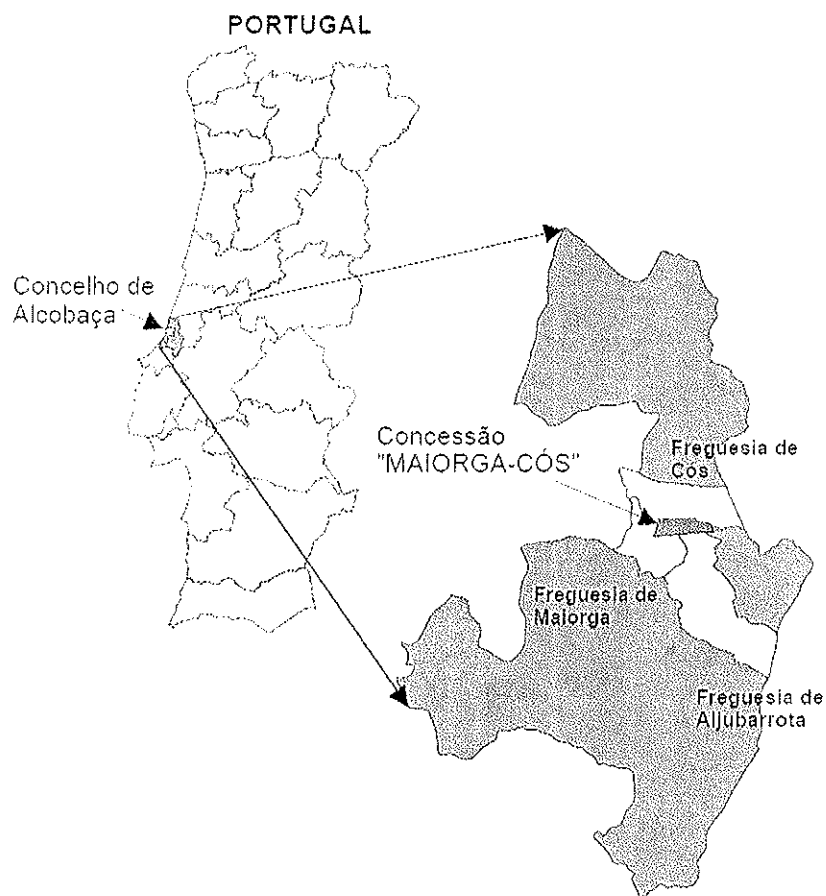 PORTUGAL
Concelho de
Alcobaça
Concessão
"MAIORGA-CÓS"
Freguesia de
Cós
Freguesia de
Maiorga
Freguesia de
Aljubarrota